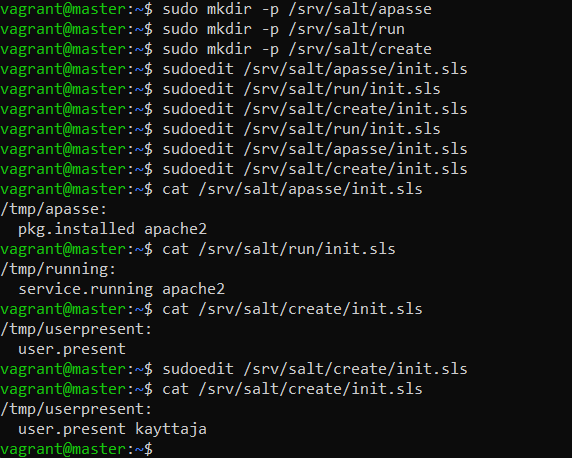 vagrant@master:~$ sudo mkdir -p /srv/salt/apasse
vagrant@master:~$ sudo mkdir -p /srv/salt/run
vagrant@master:~$ sudo mkdir -p /srv/salt/create
vagrant@master:~$ sudoedit /srv/salt/apasse/init.sls
vagrant@master:~$ sudoedit /srv/salt/run/init.sls
vagrant@master:~$ sudoedit /srv/salt/create/init.sls
vagrant@master:~$ sudoedit /srv/salt/run/init.sls
vagrant@master:~$ sudoedit /srv/salt/apasse/init.sls
vagrant@master:~$ sudoedit /srv/salt/create/init.sls
vagrant@master:~$ cat /srv/salt/apasse/init.sls
/tmp/apasse:
  pkg.installed apache2
vagrant@master:~$ cat /srv/salt/run/init.sls
/tmp/running:
  service.running apache2
vagrant@master:~$ cat /srv/salt/create/init.sls
/tmp/userpresent:
  user.present
vagrant@master:~$ sudoedit /srv/salt/create/init.sls
vagrant@master:~$ cat /srv/salt/create/init.sls
/tmp/userpresent:
  user.present kayttaja
vagrant@master:~$